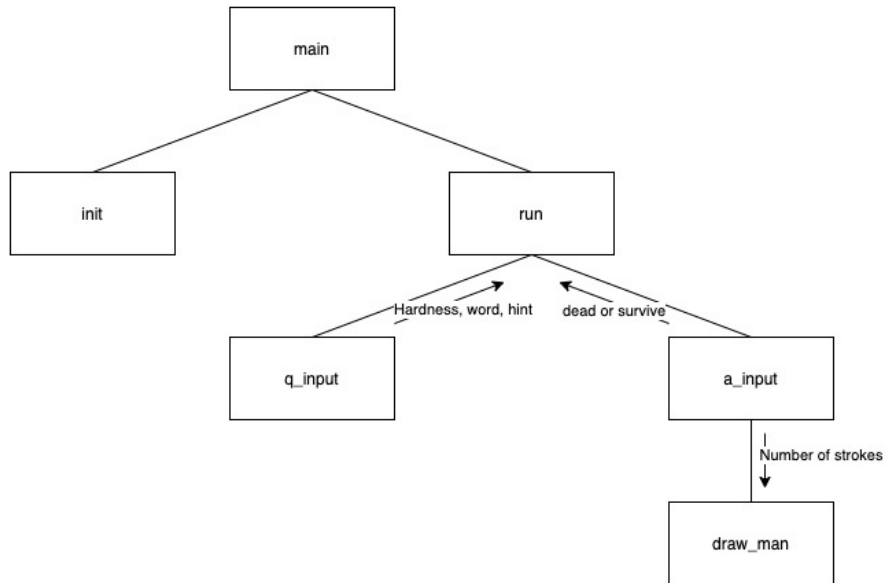 main
init
run
Hardness, word, hint
dead or survive
q_input
a_input
Number of strokes
draw_man